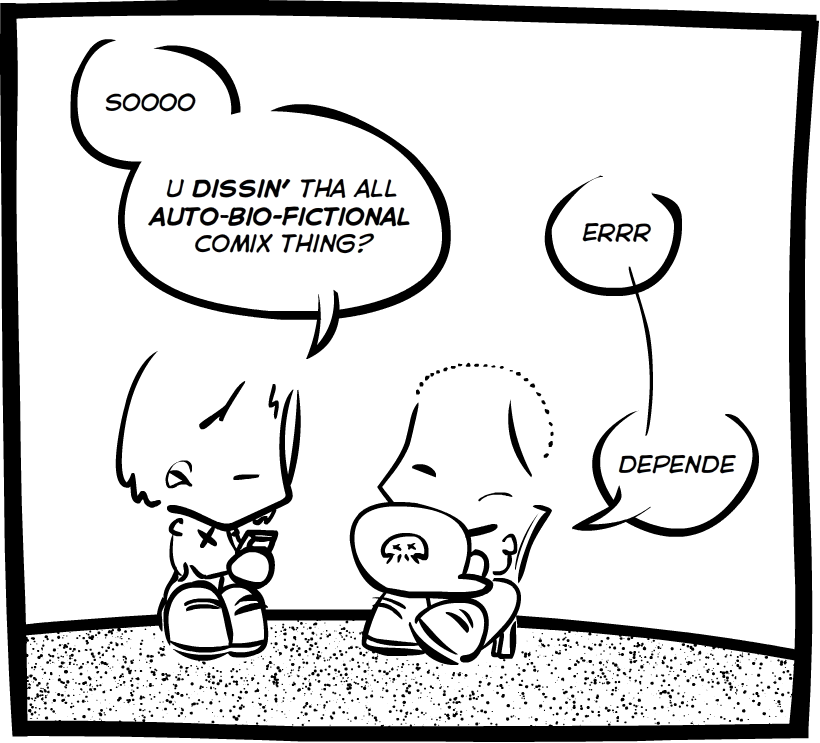 SOOOO
U DISSIN' THA ALL
AUTO-BIO-FICTIONAL
COMIX THING?
ERRR
DEPENDE